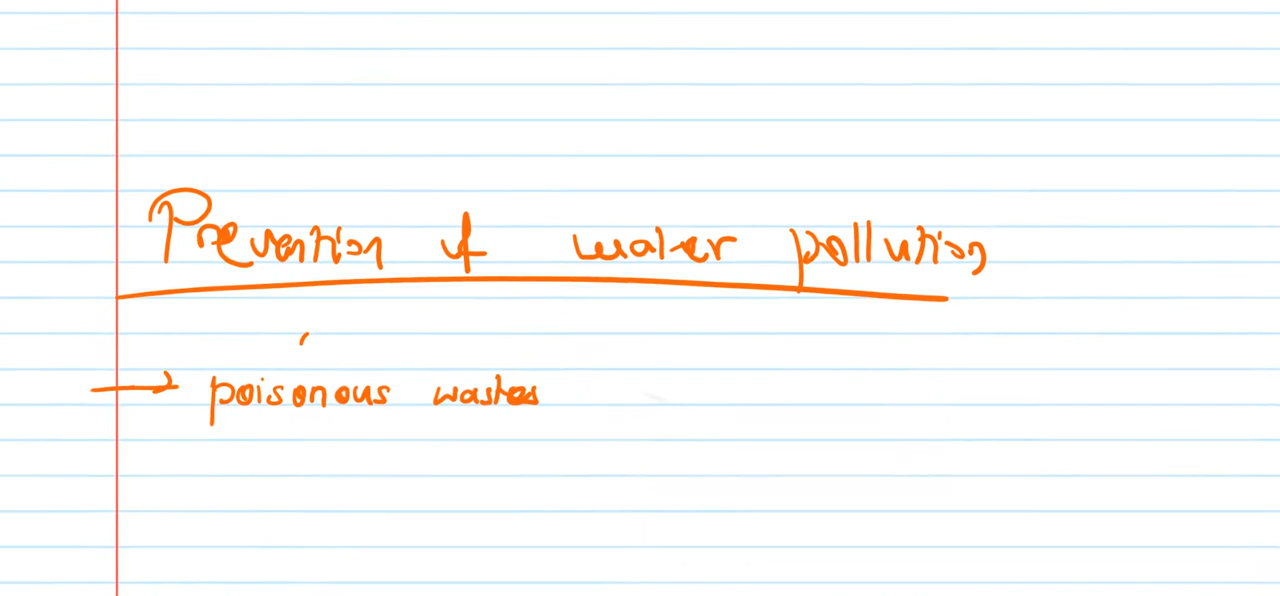 Prevention of water pollution
→ poisonous wastes